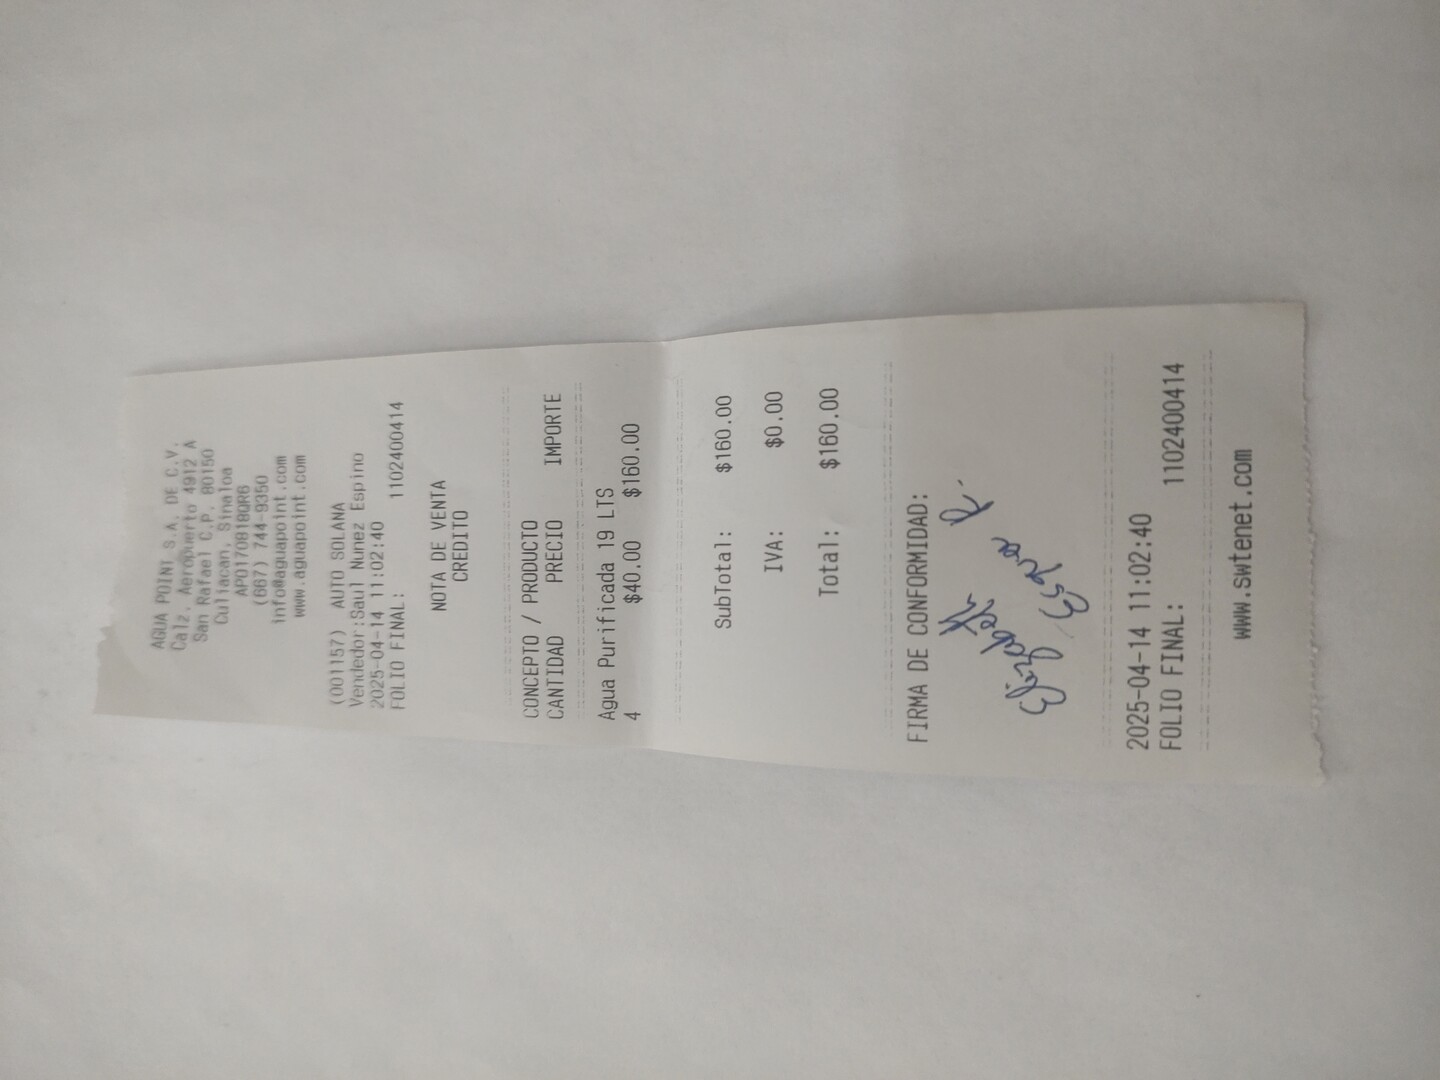 AGUA POINT S.A. DE C.V.
Calz. Aeropuerto 4912 A
San Rafael C.P. 80150
Culiacan, Sinaloa
APO170818QR6
(667) 744-9350
info@aguapoint.com
www.aguapoint.com
(001157) AUTO SOLANA
Vendedor:Saul Nunez Espino
2025-04-14 11:02:40
FOLIO FINAL: 1102400414
NOTA DE VENTA
CREDITO
CONCEPTO / PRODUCTO
CANTIDAD PRECIO IMPORTE
Agua Purificada 19 LTS
4 $40.00 $160.00
SubTotal: $160.00
IVA: $0.00
Total: $160.00
FIRMA DE CONFORMIDAD:
2025-04-14 11:02:40
FOLIO FINAL: 1102400414
www.swtenet.com